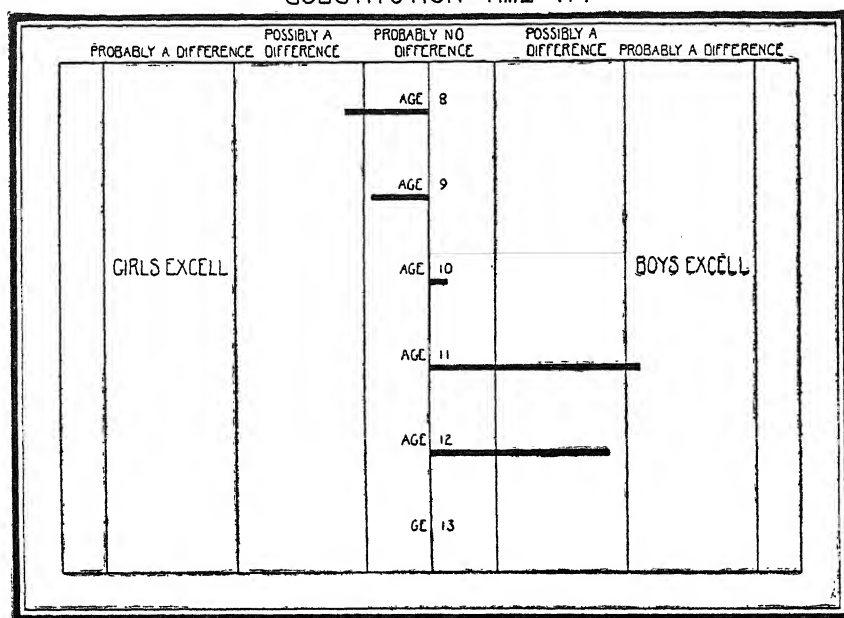 PROBABLY A DIFFERENCE
POSSIBLY A
DIFFERENCE
PROBABLY NO
DIFFERENCE
POSSIBLY A
DIFFERENCE
PROBABLY A DIFFERENCE
AGE 8
AGE 9
GIRLS EXCELL
AGE 10
BOYS EXCELL
AGE 11
AGE 12
GE 13